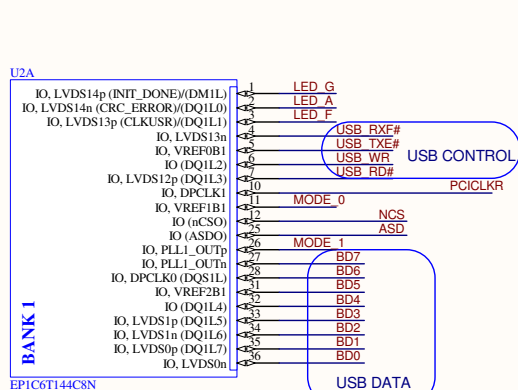 U2A
IO, LVDS14p (INIT_DONE)/(DM1L) 1 LED_G
IO, LVDS14n (CRC_ERROR)/(DQ1L0) 2 LED_A
IO, LVDS13p (CLKUSR)/(DQ1L1) 3 LED_F
IO, LVDS13n 4 USB_RXF#
IO, VREF0B1 5 USB_TXE#
IO (DQ1L2) 6 USB_WR
IO, LVDS12p (DQ1L3) 7 USB_RD#
USB CONTROL
IO, DPCLK1 10 PCICLKR
IO, VREF1B1 11 MODE_0
IO (nCSO) 12 NCS
IO (ASDO) 25 ASD
IO, PLL1_OUTp 26 MODE_1
IO, PLL1_OUTn 27 BD7
IO, DPCLK0 (DQS1L) 28 BD6
IO, VREF2B1 31 BD5
IO (DQ1L4) 32 BD4
IO, LVDS1p (DQ1L5) 33 BD3
IO, LVDS1n (DQ1L6) 34 BD2
IO, LVDS0p (DQ1L7) 35 BD1
IO, LVDS0n 36 BD0
BANK 1
EP1C6T144C8N
USB DATA